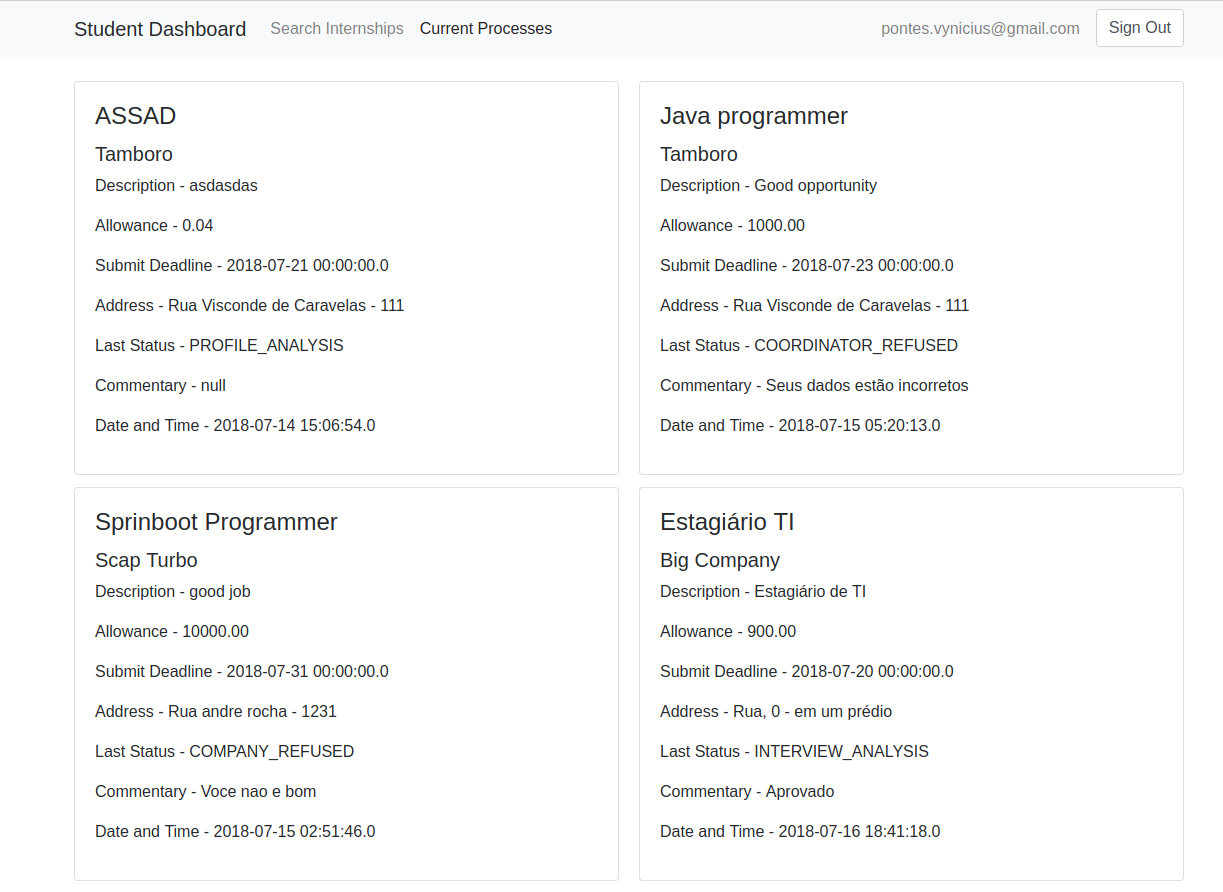 Student Dashboard Search Internships Current Processes pontes.vynicius@gmail.com Sign Out
ASSAD
Tamboro
Description - asdasdas
Allowance - 0.04
Submit Deadline - 2018-07-21 00:00:00.0
Address - Rua Visconde de Caravelas - 111
Last Status - PROFILE_ANALYSIS
Commentary - null
Date and Time - 2018-07-14 15:06:54.0
Java programmer
Tamboro
Description - Good opportunity
Allowance - 1000.00
Submit Deadline - 2018-07-23 00:00:00.0
Address - Rua Visconde de Caravelas - 111
Last Status - COORDINATOR_REFUSED
Commentary - Seus dados estão incorretos
Date and Time - 2018-07-15 05:20:13.0
Sprinboot Programmer
Scap Turbo
Description - good job
Allowance - 10000.00
Submit Deadline - 2018-07-31 00:00:00.0
Address - Rua andre rocha - 1231
Last Status - COMPANY_REFUSED
Commentary - Voce nao e bom
Date and Time - 2018-07-15 02:51:46.0
Estagiário TI
Big Company
Description - Estagiário de TI
Allowance - 900.00
Submit Deadline - 2018-07-20 00:00:00.0
Address - Rua, 0 - em um prédio
Last Status - INTERVIEW_ANALYSIS
Commentary - Aprovado
Date and Time - 2018-07-16 18:41:18.0